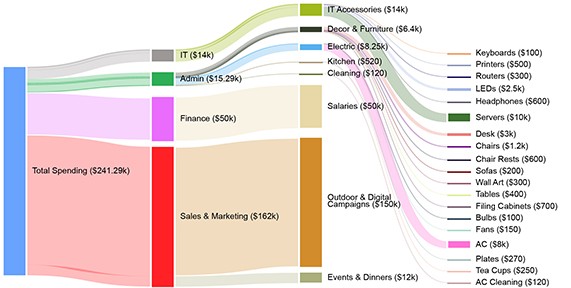 Total Spending ($241.29k)
IT ($14k)
Admin ($15.29k)
Finance ($50k)
Sales & Marketing ($162k)
IT Accessories ($14k)
Decor & Furniture ($6.4k)
Electric ($8.25k)
Kitchen ($520)
Cleaning ($120)
Salaries ($50k)
Outdoor & Digital
Campaigns ($150k)
Events & Dinners ($12k)
Keyboards ($100)
Printers ($500)
Routers ($300)
LEDs ($2.5k)
Headphones ($600)
Servers ($10k)
Desk ($3k)
Chairs ($1.2k)
Chair Rests ($600)
Sofas ($200)
Wall Art ($300)
Tables ($400)
Filing Cabinets ($700)
Bulbs ($100)
Fans ($150)
AC ($8k)
Plates ($270)
Tea Cups ($250)
AC Cleaning ($120)